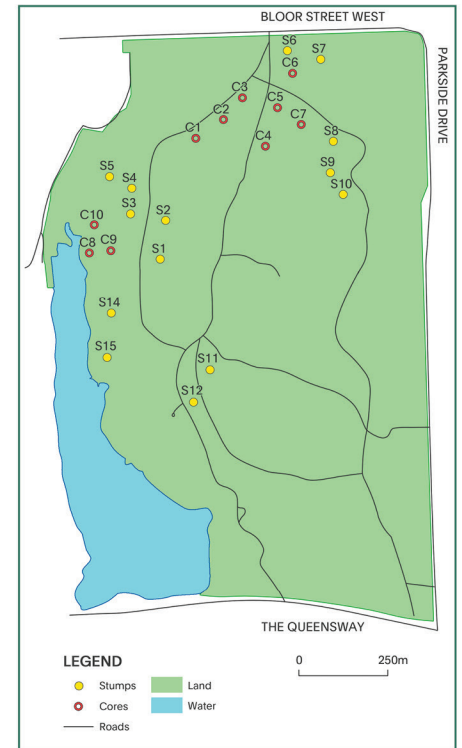 BLOOR STREET WEST
PARKSIDE DRIVE
S6
S7
C6
C3
C5
C2
C7
C1
C4
S8
S9
S10
S5
S4
S3
S2
C10
C8
C9
S1
S14
S15
S11
S12
THE QUEENSWAY
LEGEND
Stumps
Land
Cores
Water
Roads
0 250m